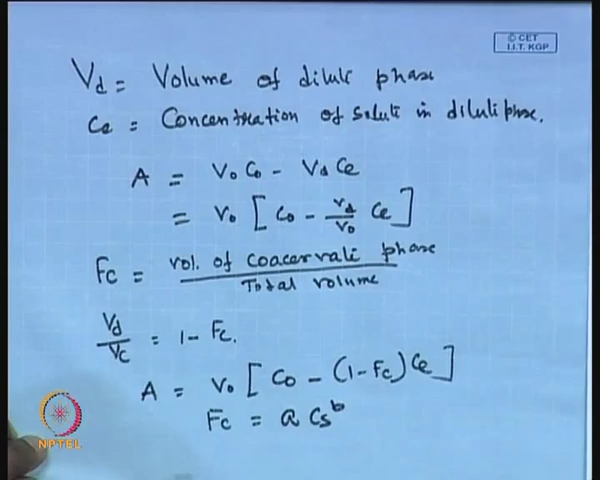 © CET
I.I.T. KGP
Vd = Volume of dilute phase
Ce = Concentration of solute in dilute phase.
A = V0 C0 - Vd Ce
= V0 [ C0 - Vd/V0 Ce ]
Fc = vol. of coacervate phase / Total volume
Vd/Vc = 1 - Fc.
A = V0 [ C0 - (1 - Fc) Ce ]
Fc = a Cs^b
NPTEL